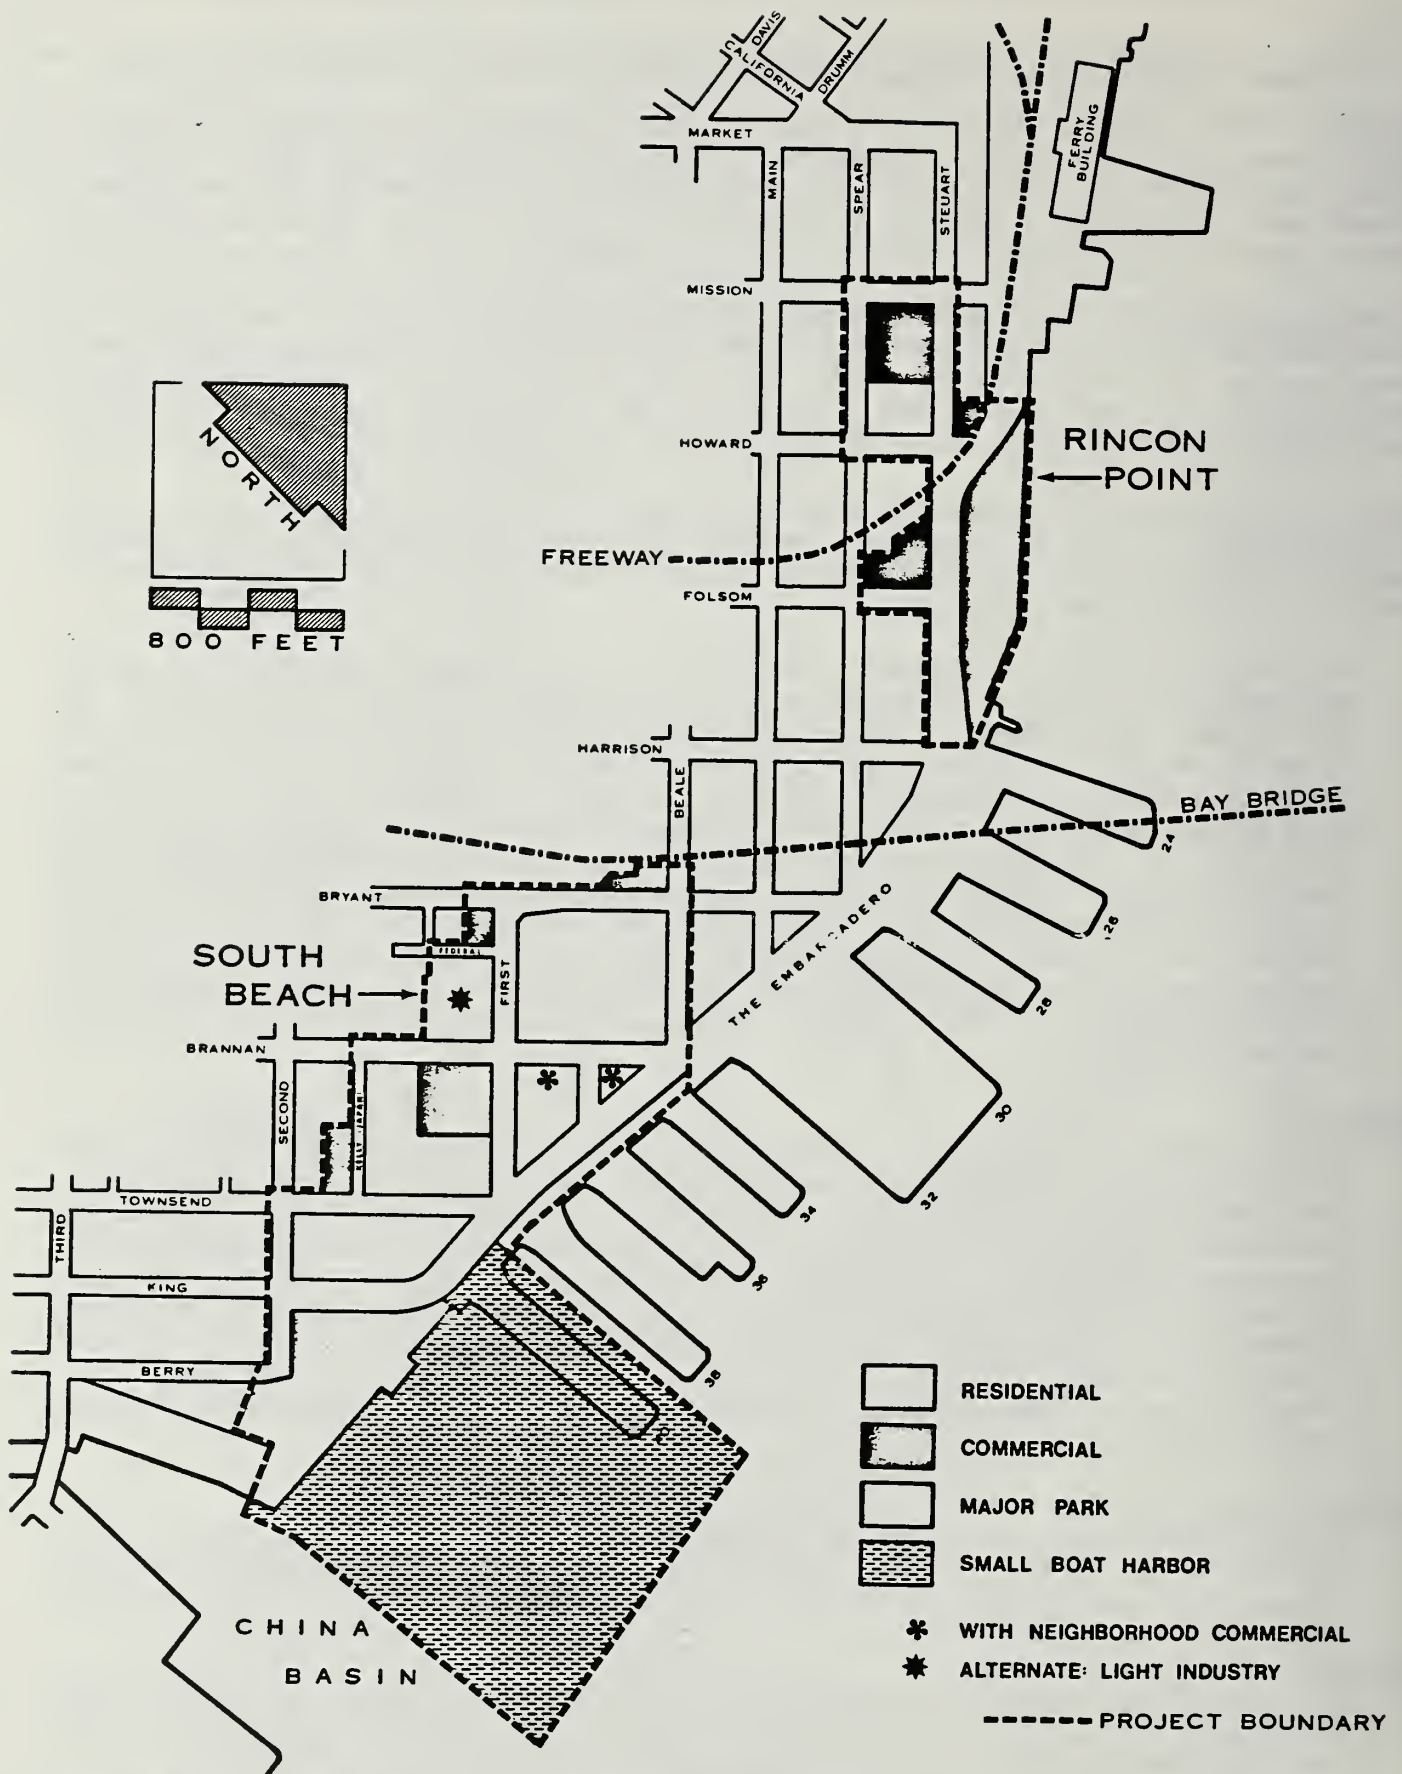 DAVIS
CALIFORNIA
DRUMM
MARKET
FERRY
BUILDING
MAIN
SPEAR
STEUART
MISSION
NORTH
HOWARD
RINCON
POINT
FREEWAY
FOLSOM
800 FEET
HARRISON
BEALE
BAY BRIDGE
24
BRYANT
26
THE EMBARCADERO
FEDERAL
SOUTH
BEACH
FIRST
28
BRANNAN
SECOND
30
32
TOWNSEND
34
THIRD
KING
36
BERRY
38
RESIDENTIAL
COMMERCIAL
MAJOR PARK
SMALL BOAT HARBOR
CHINA
BASIN
WITH NEIGHBORHOOD COMMERCIAL
ALTERNATE: LIGHT INDUSTRY
PROJECT BOUNDARY